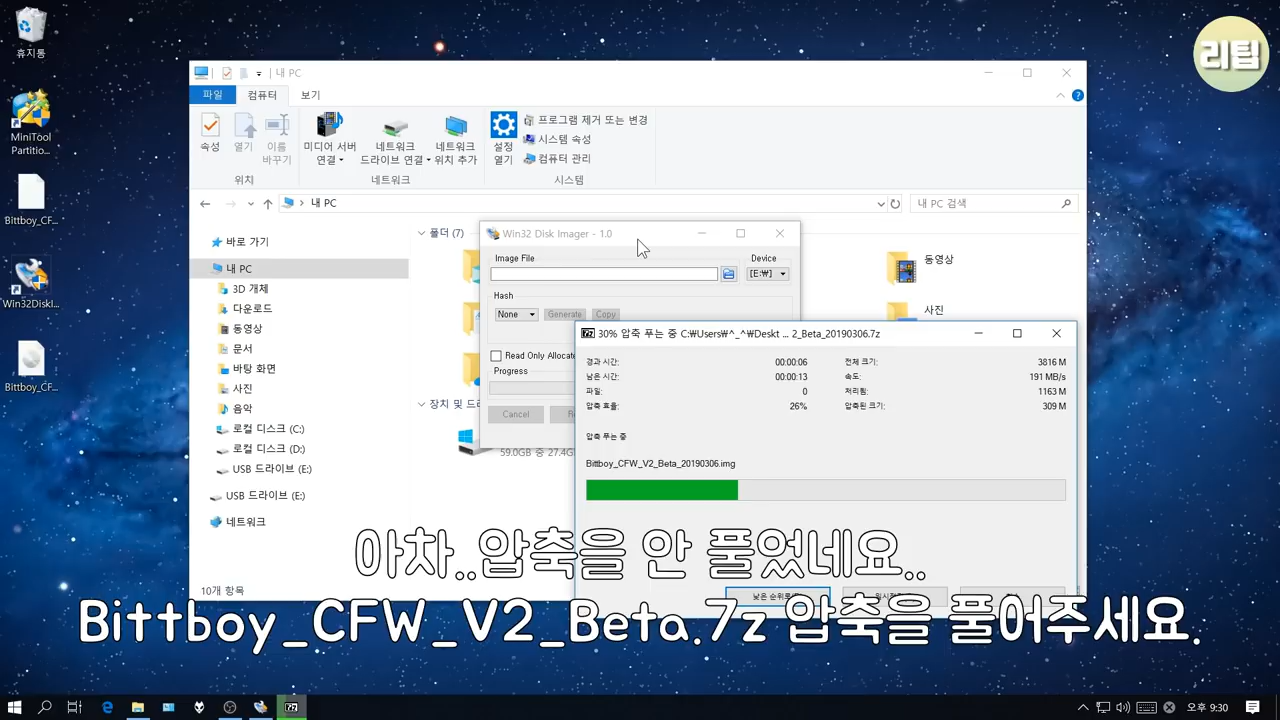 휴지통
MiniTool
Partitio...
Bittboy_CF...
Win32DiskI...
Bittboy_CF...
리팁
내 PC
파일
컴퓨터
보기
속성
열기
이름
바꾸기
미디어 서버
연결
네트워크
드라이브 연결
네트워크
위치 추가
설정
열기
프로그램 제거 또는 변경
시스템 속성
컴퓨터 관리
위치
네트워크
시스템
내 PC
내 PC 검색
바로 가기
내 PC
3D 개체
다운로드
동영상
문서
바탕 화면
사진
음악
로컬 디스크 (C:)
로컬 디스크 (D:)
USB 드라이브 (E:)
USB 드라이브 (E:)
네트워크
10개 항목
폴더 (7)
동영상
사진
장치 및 드
59.0GB 중 27.4G
Win32 Disk Imager - 1.0
Image File
Device
[E:₩]
Hash
None
Generate
Copy
Read Only Allocate
Progress
Cancel
30% 압축 푸는 중 C:₩Users₩^_^₩Deskt ... 2_Beta_20190306.7z
경과 시간: 00:00:06
전체 크기: 3816 M
남은 시간: 00:00:13
속도: 191 MB/s
파일: 0
처리됨: 1163 M
압축 효율: 26%
압축된 크기: 309 M
압축 푸는 중
Bittboy_CFW_V2_Beta_20190306.img
아차..압축을 안 풀었네요..
Bittboy_CFW_V2_Beta.7z 압축을 풀어주세요.
오후 9:30